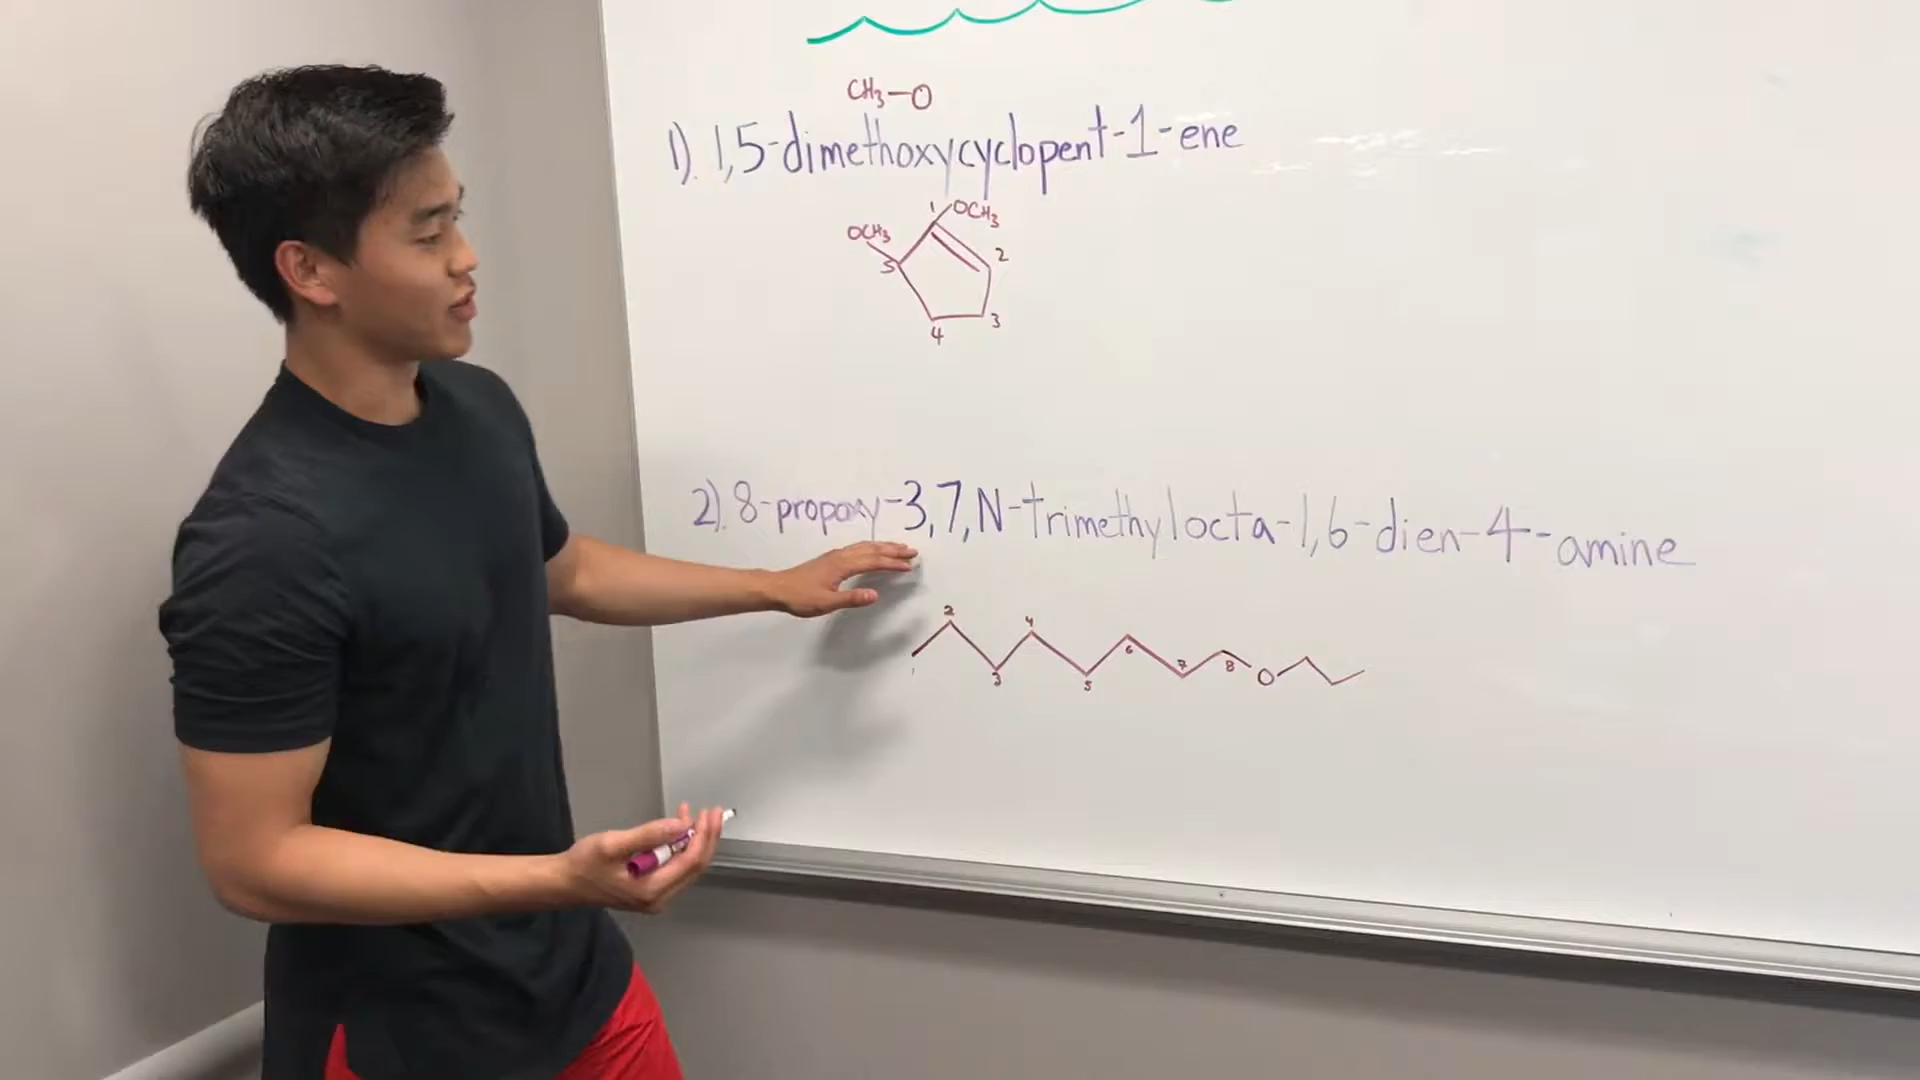 CH₃-O
1). 1,5-dimethoxycyclopent-1-ene
1 OCH₃
OCH₃
5 2
4 3
2). 8-propoxy-3,7,N-trimethylocta-1,6-dien-4-amine
2 4 6 8 O
1 3 5 7